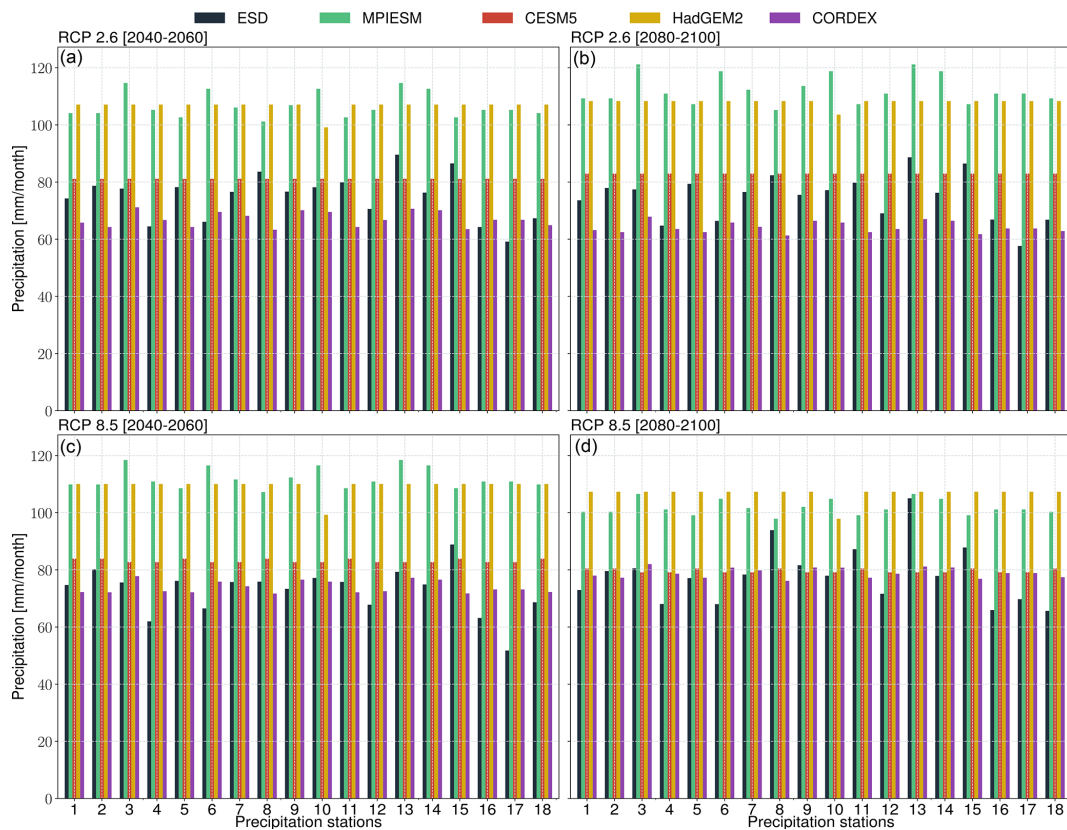 ESD MPIESM CESM5 HadGEM2 CORDEX
RCP 2.6 [2040-2060]
(a)
Precipitation [mm/month]
120
100
80
60
40
20
0
RCP 2.6 [2080-2100]
(b)
RCP 8.5 [2040-2060]
(c)
Precipitation [mm/month]
120
100
80
60
40
20
0
1 2 3 4 5 6 7 8 9 10 11 12 13 14 15 16 17 18
Precipitation stations
RCP 8.5 [2080-2100]
(d)
1 2 3 4 5 6 7 8 9 10 11 12 13 14 15 16 17 18
Precipitation stations